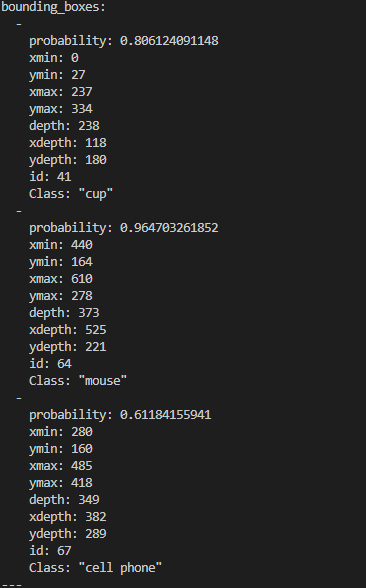 bounding_boxes:
  -
    probability: 0.806124091148
    xmin: 0
    ymin: 27
    xmax: 237
    ymax: 334
    depth: 238
    xdepth: 118
    ydepth: 180
    id: 41
    Class: "cup"
  -
    probability: 0.964703261852
    xmin: 440
    ymin: 164
    xmax: 610
    ymax: 278
    depth: 373
    xdepth: 525
    ydepth: 221
    id: 64
    Class: "mouse"
  -
    probability: 0.61184155941
    xmin: 280
    ymin: 160
    xmax: 485
    ymax: 418
    depth: 349
    xdepth: 382
    ydepth: 289
    id: 67
    Class: "cell phone"
---